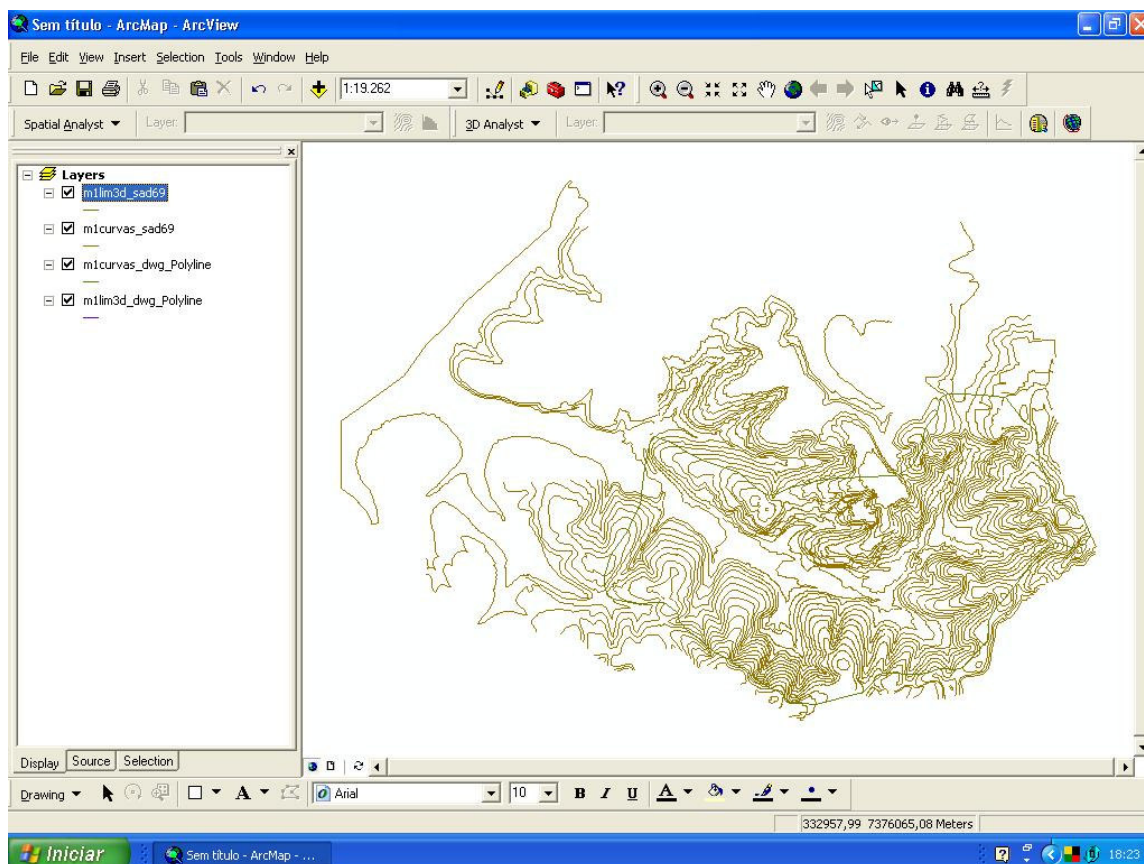 Sem título - ArcMap - ArcView
File Edit View Insert Selection Tools Window Help
1:19.262
Spatial Analyst Layer: 3D Analyst Layer:
Layers
m1lim3d_sad69
m1curvas_sad69
m1curvas_dwg_Polyline
m1lim3d_dwg_Polyline
Display Source Selection
Drawing A Arial 10 B I U A
332957,99 7376065,08 Meters
Iniciar Sem título - ArcMap - ... 18:23